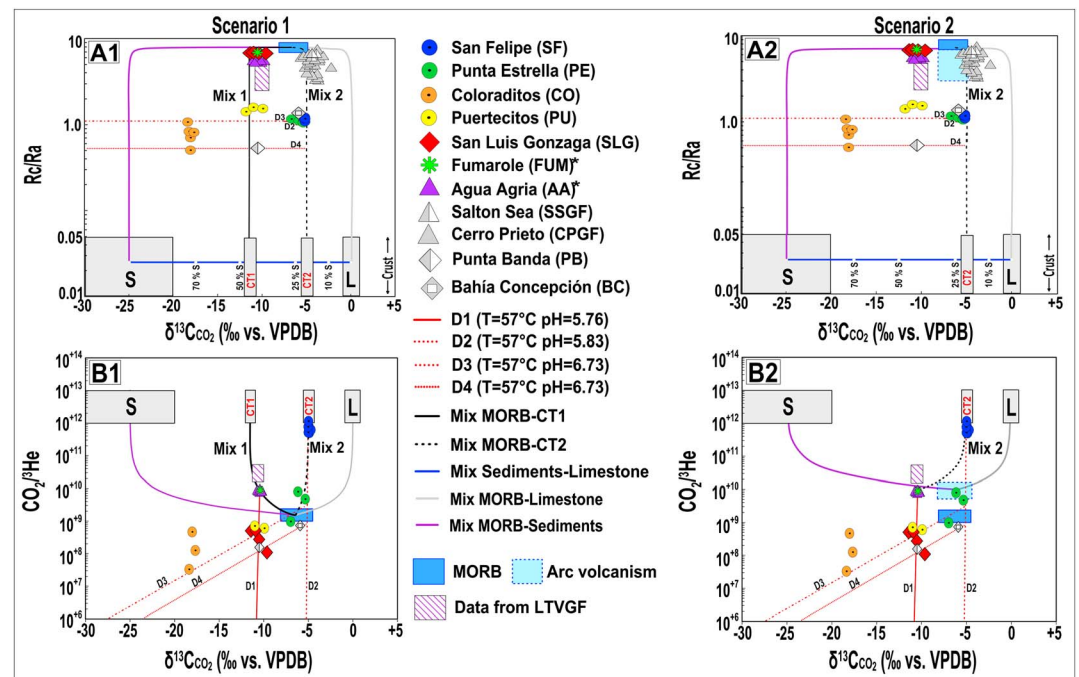 Scenario 1
Scenario 2
A1
10
1.0
0.05
0.01
Rc/Ra
Mix 1
Mix 2
D3
D2
D4
S
70 % S
50 % S
CT1
25 % S
CT2
10 % S
L
←Crust→
-30
-25
-20
-15
-10
-5
0
+5
δ¹³CCO₂ (‰ vs. VPDB)
B1
10+14
10+13
10+12
10+11
10+10
10+9
10+8
10+7
10+6
CO₂/³He
S
CT1
CT2
L
Mix 1
Mix 2
D3
D4
D1
D2
-30
-25
-20
-15
-10
-5
0
+5
δ¹³CCO₂ (‰ vs. VPDB)
San Felipe (SF)
Punta Estrella (PE)
Coloraditos (CO)
Puertecitos (PU)
San Luis Gonzaga (SLG)
Fumarole (FUM)*
Agua Agria (AA)*
Salton Sea (SSGF)
Cerro Prieto (CPGF)
Punta Banda (PB)
Bahía Concepción (BC)
D1 (T=57°C pH=5.76)
D2 (T=57°C pH=5.83)
D3 (T=57°C pH=6.73)
D4 (T=57°C pH=6.73)
Mix MORB-CT1
Mix MORB-CT2
Mix Sediments-Limestone
Mix MORB-Limestone
Mix MORB-Sediments
MORB
Arc volcanism
Data from LTVGF
A2
10
1.0
0.05
0.01
Rc/Ra
Mix 2
D3
D2
D4
S
70 % S
50 % S
25 % S
CT2
10 % S
L
←Crust→
-30
-25
-20
-15
-10
-5
0
+5
δ¹³CCO₂ (‰ vs. VPDB)
B2
10+14
10+13
10+12
10+11
10+10
10+9
10+8
10+7
10+6
CO₂/³He
S
CT2
L
Mix 2
D3
D4
D1
D2
-30
-25
-20
-15
-10
-5
0
+5
δ¹³CCO₂ (‰ vs. VPDB)